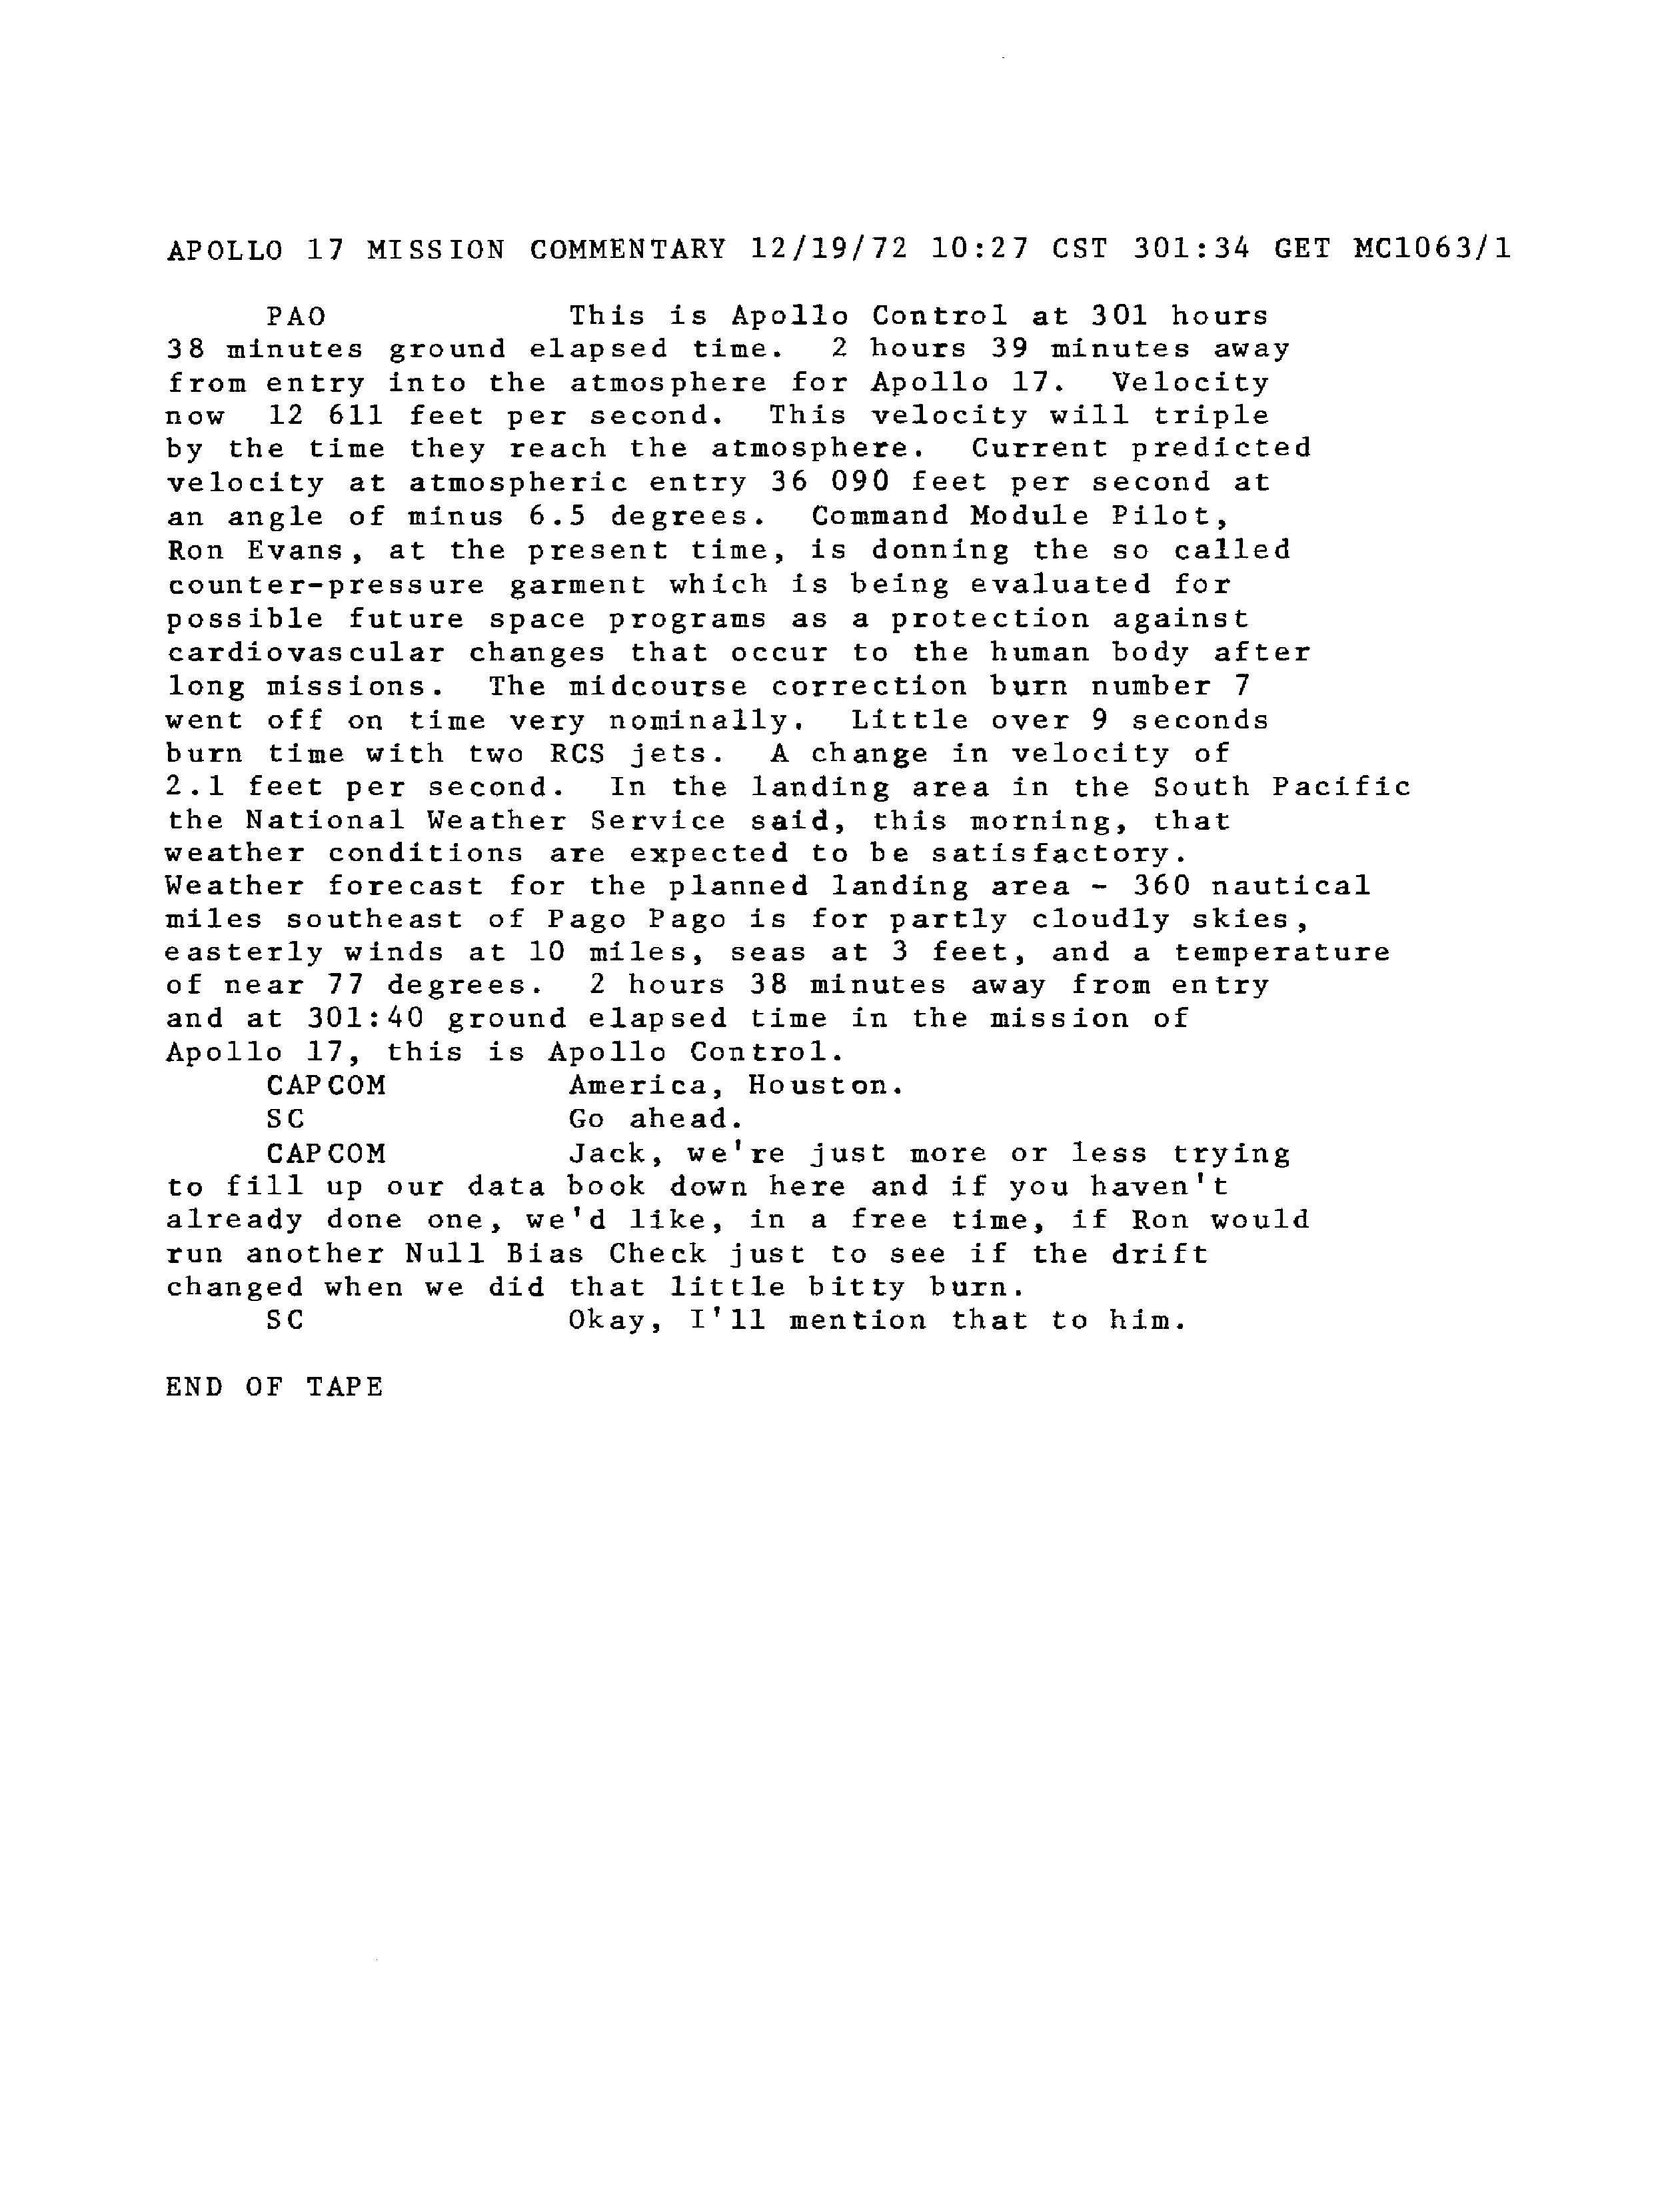 APOLLO 17 MISSION COMMENTARY 12/19/72 10:27 CST 301:34 GET MC1063/1
PAO This is Apollo Control at 301 hours
38 minutes ground elapsed time. 2 hours 39 minutes away
from entry into the atmosphere for Apollo 17. Velocity
now 12 611 feet per second. This velocity will triple
by the time they reach the atmosphere. Current predicted
velocity at atmospheric entry 36 090 feet per second at
an angle of minus 6.5 degrees. Command Module Pilot,
Ron Evans, at the present time, is donning the so called
counter-pressure garment which is being evaluated for
possible future space programs as a protection against
cardiovascular changes that occur to the human body after
long missions. The midcourse correction burn number 7
went off on time very nominally. Little over 9 seconds
burn time with two RCS jets. A change in velocity of
2.1 feet per second. In the landing area in the South Pacific
the National Weather Service said, this morning, that
weather conditions are expected to be satisfactory.
Weather forecast for the planned landing area - 360 nautical
miles southeast of Pago Pago is for partly cloudly skies,
easterly winds at 10 miles, seas at 3 feet, and a temperature
of near 77 degrees. 2 hours 38 minutes away from entry
and at 301:40 ground elapsed time in the mission of
Apollo 17, this is Apollo Control.
CAPCOM America, Houston.
SC Go ahead.
CAPCOM Jack, we're just more or less trying
to fill up our data book down here and if you haven't
already done one, we'd like, in a free time, if Ron would
run another Null Bias Check just to see if the drift
changed when we did that little bitty burn.
SC Okay, I'll mention that to him.
END OF TAPE